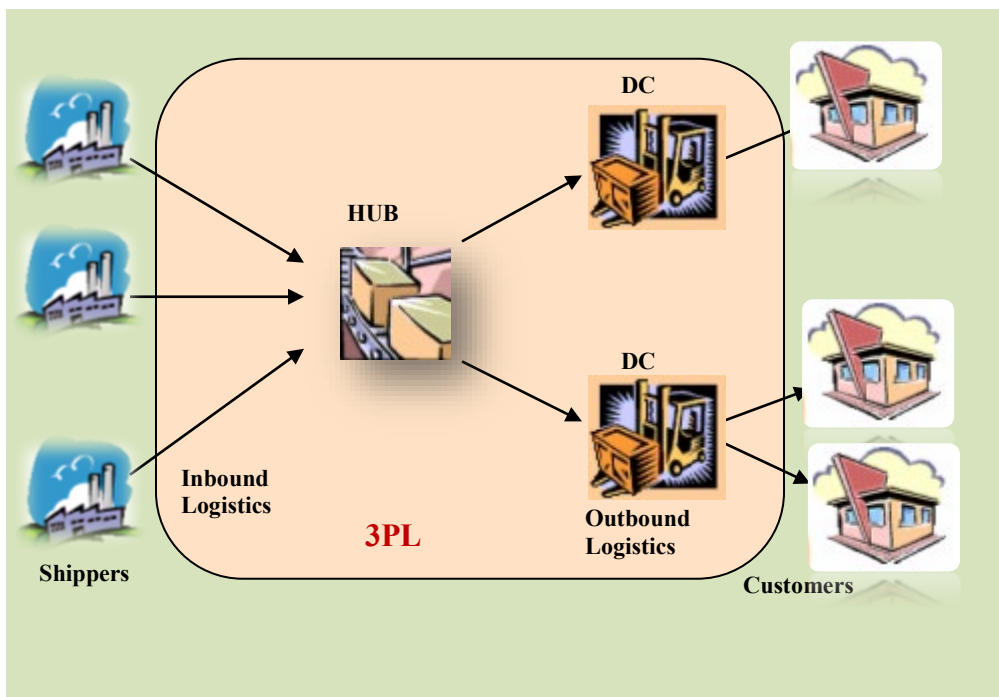 DC
HUB
DC
Inbound
Logistics
3PL
Outbound
Logistics
Shippers
Customers